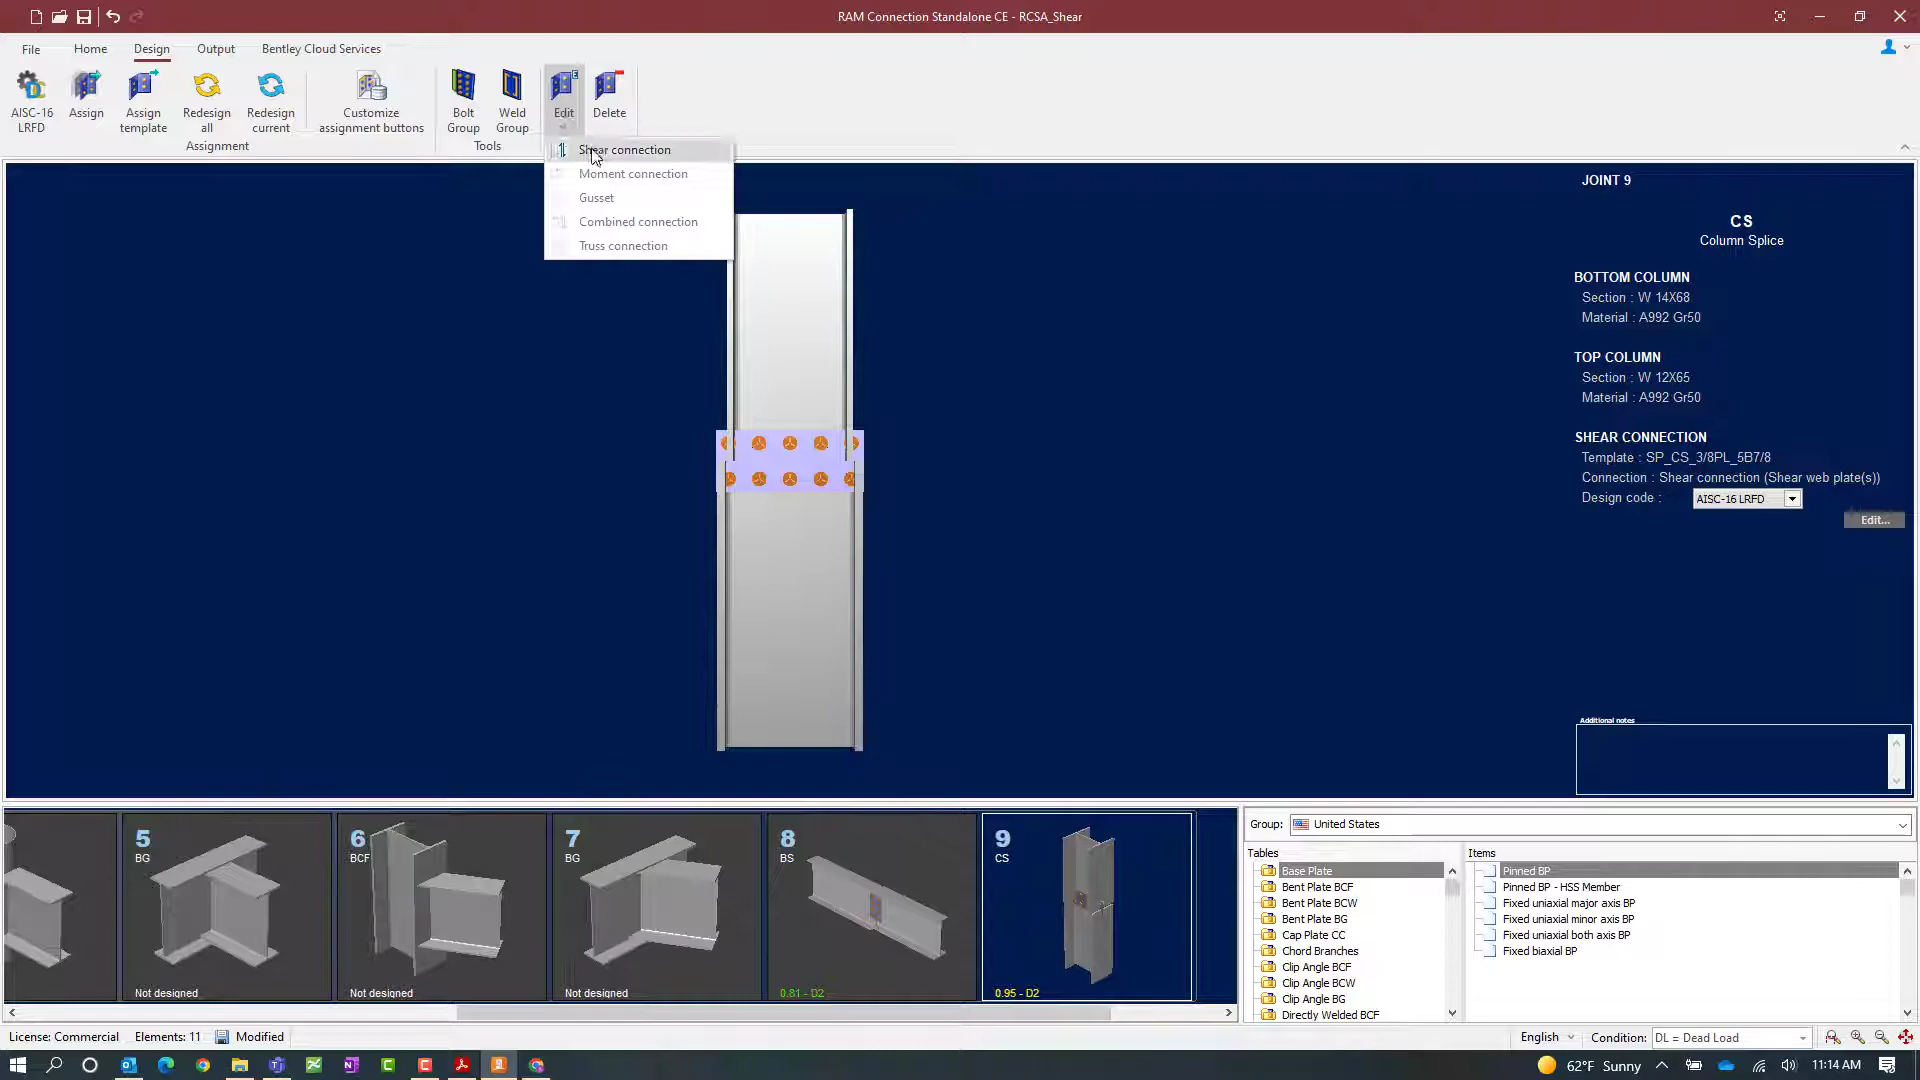 RAM Connection Standalone CE - RCSA_Shear
File
Home
Design
Output
Bentley Cloud Services
AISC-16
LRFD
Assign
Assign
template
Redesign
all
Redesign
current
Customize
assignment buttons
Bolt
Group
Weld
Group
Edit
Delete
Assignment
Tools
Shear connection
Moment connection
Gusset
Combined connection
Truss connection
JOINT 9
CS
Column Splice
BOTTOM COLUMN
Section : W 14X68
Material : A992 Gr50
TOP COLUMN
Section : W 12X65
Material : A992 Gr50
SHEAR CONNECTION
Template : SP_CS_3/8PL_5B7/8
Connection : Shear connection (Shear web plate(s))
Design code : AISC-16 LRFD
Edit...
Additional notes
5
BG
Not designed
6
BCF
Not designed
7
BG
Not designed
8
BS
0.81 - D2
9
CS
0.95 - D2
Group: United States
Tables
Base Plate
Bent Plate BCF
Bent Plate BCW
Bent Plate BG
Cap Plate CC
Chord Branches
Clip Angle BCF
Clip Angle BCW
Clip Angle BG
Directly Welded BCF
Items
Pinned BP
Pinned BP - HSS Member
Fixed uniaxial major axis BP
Fixed uniaxial minor axis BP
Fixed uniaxial both axis BP
Fixed biaxial BP
License: Commercial Elements: 11 Modified
English Condition: DL = Dead Load
62°F Sunny 11:14 AM